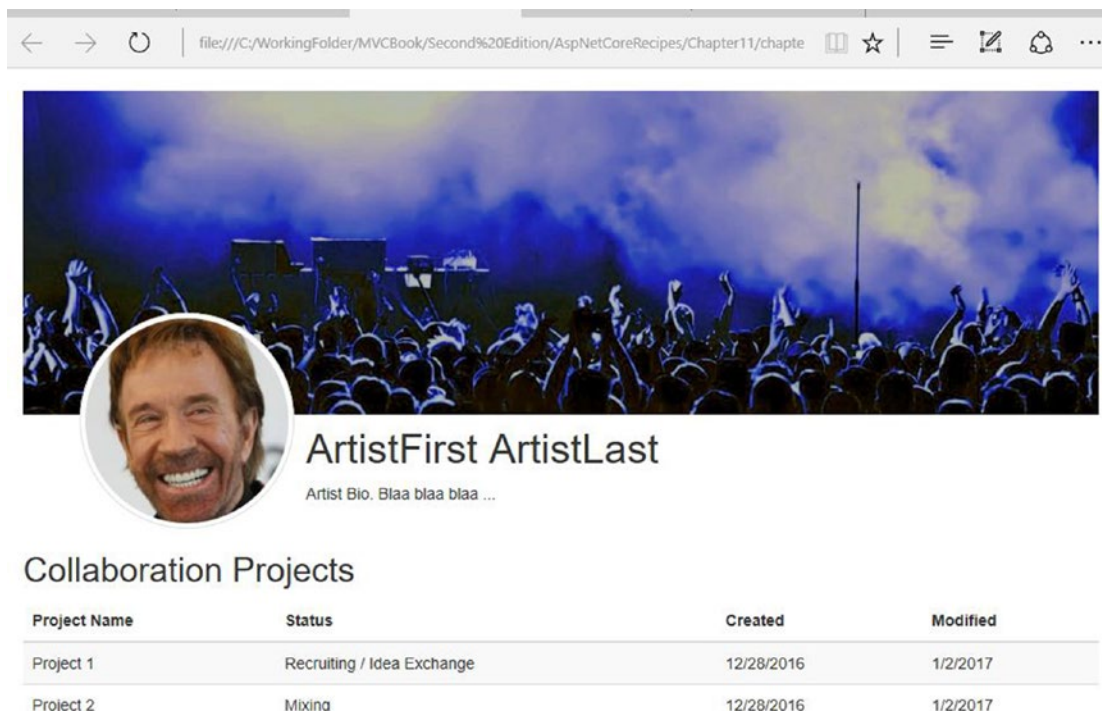 file:///C:/WorkingFolder/MVCBook/Second%20Edition/AspNetCoreRecipes/Chapter11/chapte
ArtistFirst ArtistLast
Artist Bio. Blaa blaa blaa ...
Collaboration Projects
Project Name Status Created Modified
Project 1 Recruiting / Idea Exchange 12/28/2016 1/2/2017
Project 2 Mixing 12/28/2016 1/2/2017